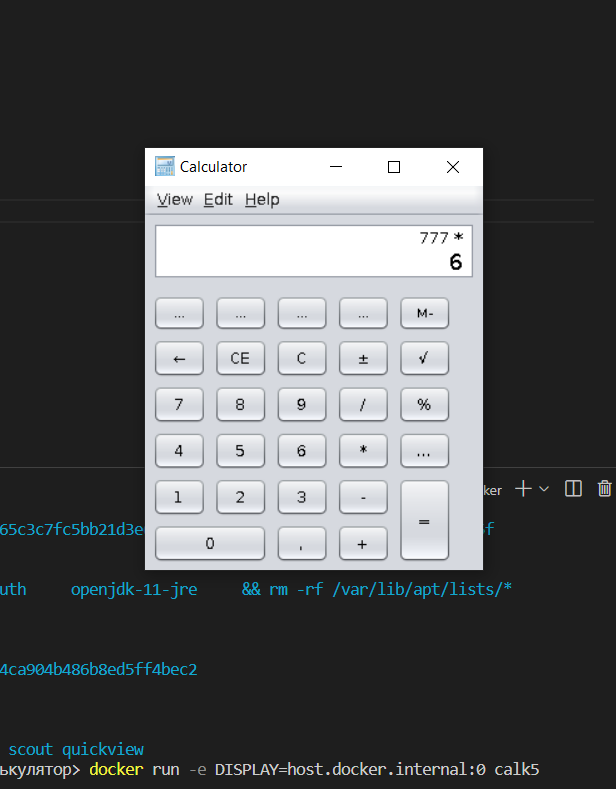 Calculator
View Edit Help
777 *
6
... ... ... ... M-
← CE C ± √
7 8 9 / %
4 5 6 * ...
1 2 3 - =
0 , +
ker
65c3c7fc5bb21d3e
f
uth openjdk-11-jre && rm -rf /var/lib/apt/lists/*
4ca904b486b8ed5ff4bec2
scout quickview
ькулятор> docker run -e DISPLAY=host.docker.internal:0 calk5